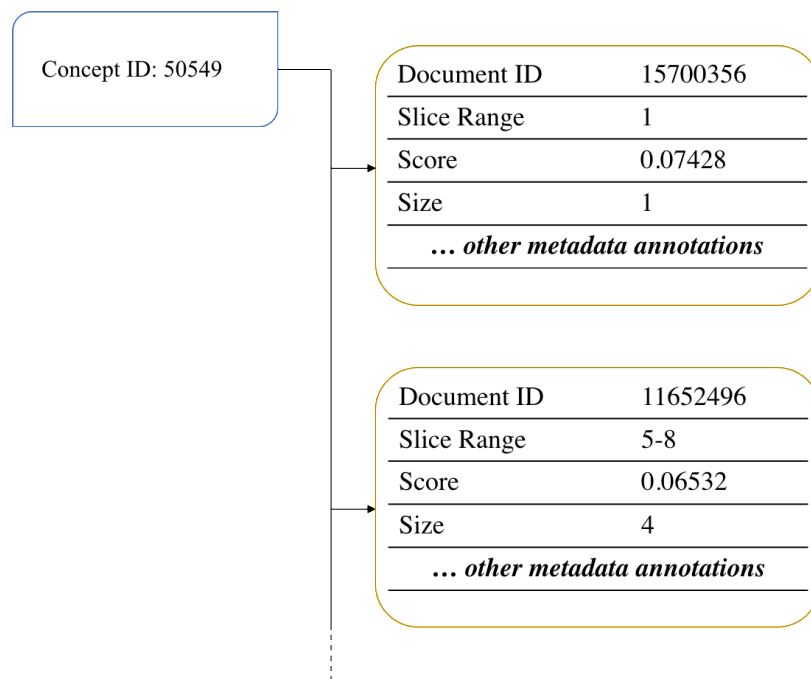 Concept ID: 50549
Document ID 15700356
Slice Range 1
Score 0.07428
Size 1
... other metadata annotations
Document ID 11652496
Slice Range 5-8
Score 0.06532
Size 4
... other metadata annotations